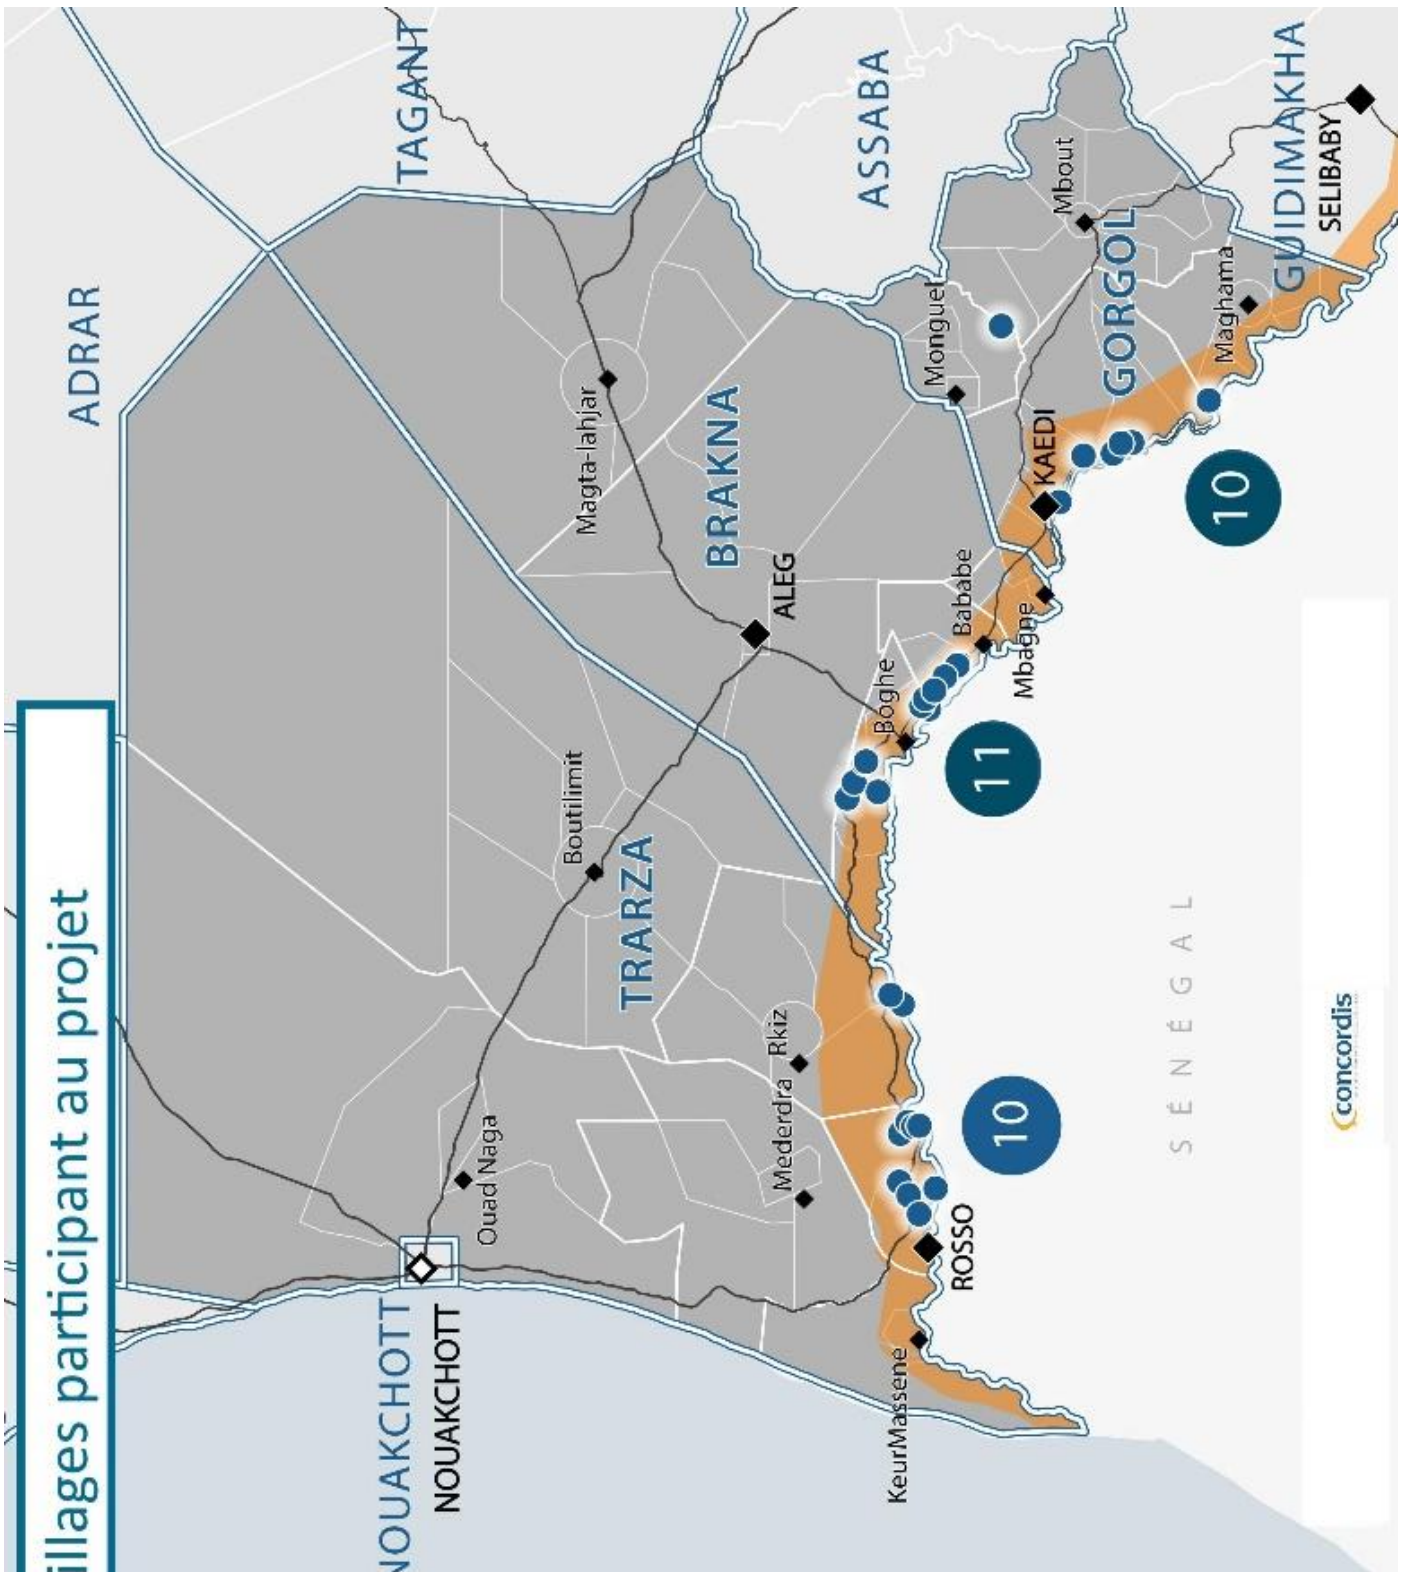 illages participant au projet
ADRAR
TAGANT
ASSABA
GUIDIMAKHA
SELIBABY
Mbout
GORGOL
Maghama
Monguel
KAEDI
Magta-lahjar
BRAKNA
ALEG
Bababe
Mbagne
Boghe
10
11
Boutilimit
TRARZA
Rkiz
Mederdra
Ouad Naga
NOUAKCHOTT
NOUAKCHOTT
ROSSO
KeurMassene
10
SÉNÉGAL
concordis